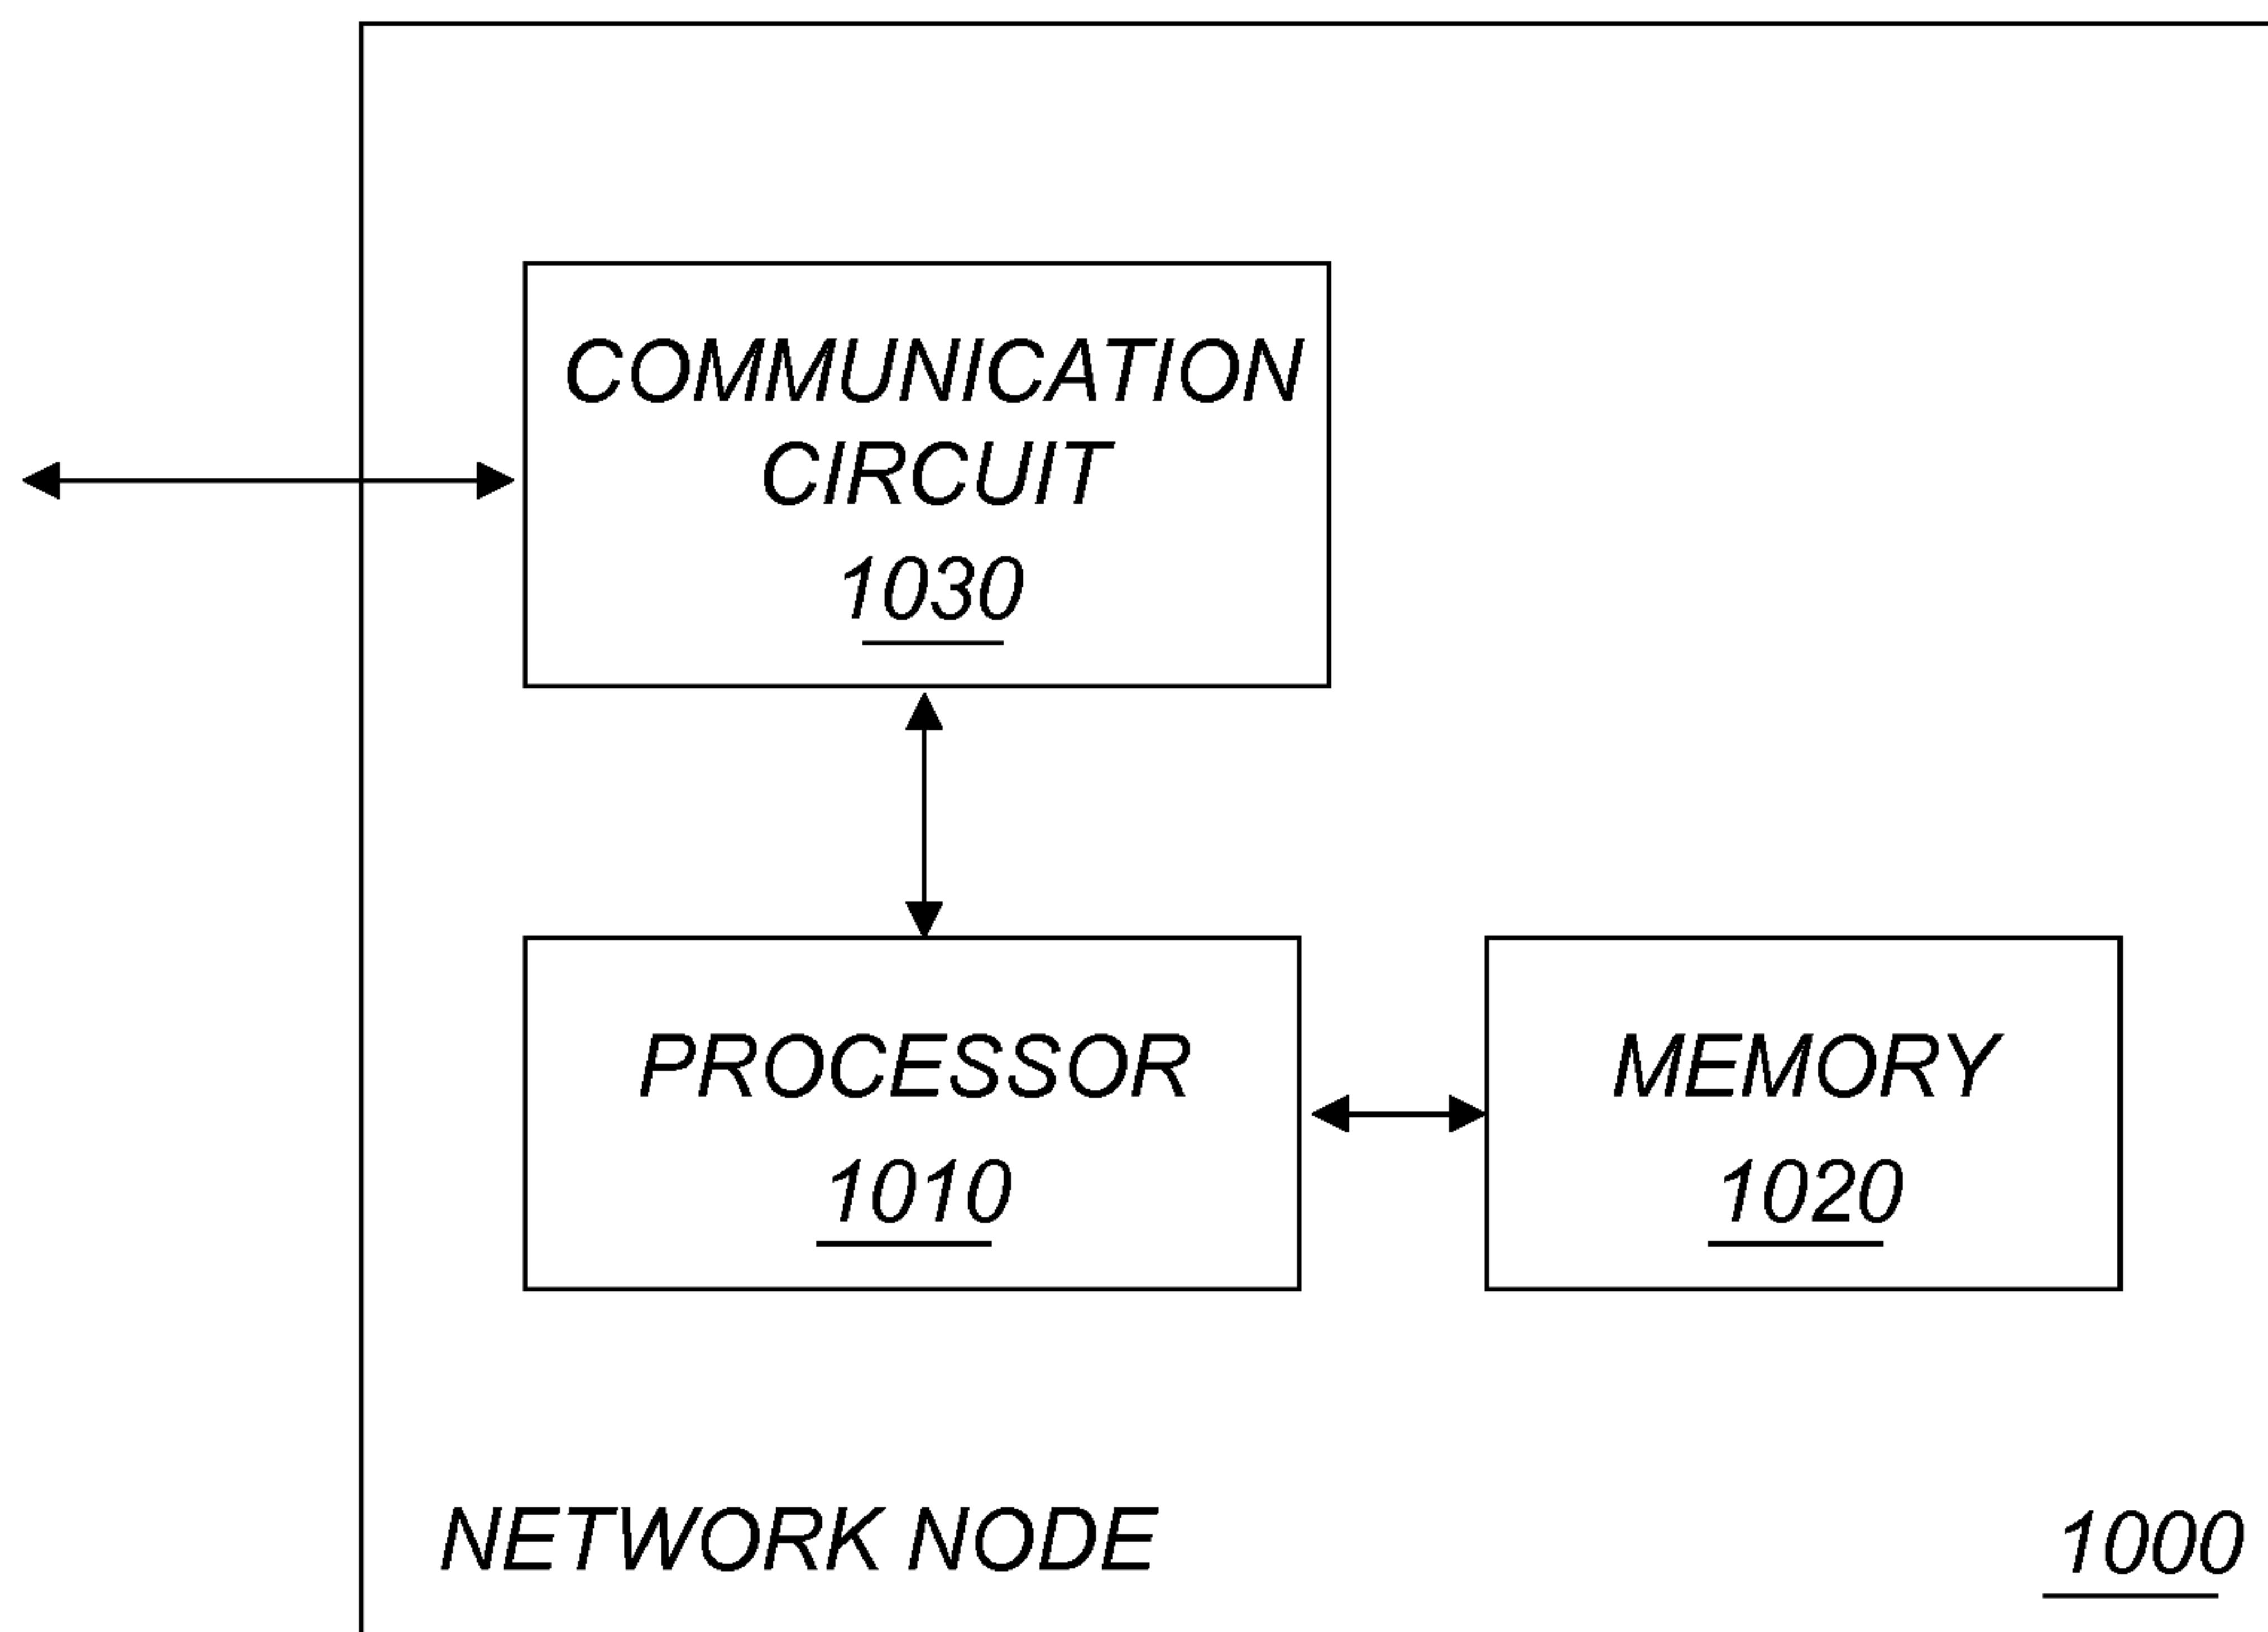 COMMUNICATION
CIRCUIT
1030
PROCESSOR
1010
MEMORY
1020
NETWORK NODE
1000